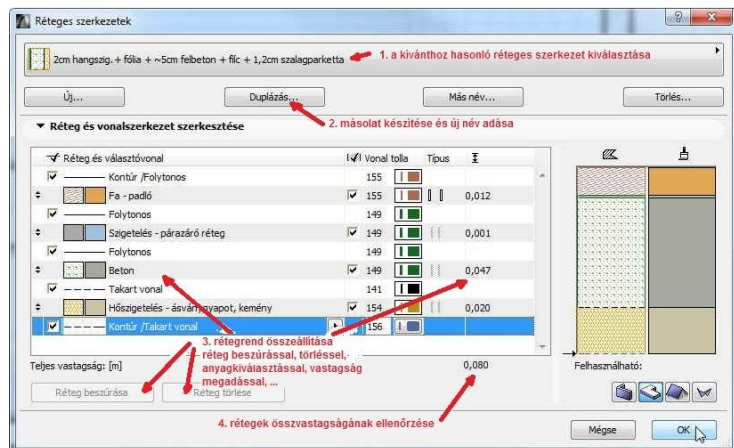 Réteges szerkezetek
2cm hangszig. + fólia + ~5cm felbeton + filc + 1,2cm szalagparketta
1. a kívánthoz hasonló réteges szerkezet kiválasztása
Új... Duplázás... Más név... Törlés...
2. másolat készítése és új név adása
Réteg és vonalszerkezet szerkesztése
Réteg és választóvonal Vonal tolla Típus
Kontúr /Folytonos 155
Fa - padló 155 0,012
Folytonos 149
Szigetelés - párazáró réteg 149 0,001
Folytonos 149
Beton 149 0,047
Takart vonal 141
Hőszigetelés - ásványgyapot, kemény 154 0,020
Kontúr /Takart vonal 156
3. rétegrend összeállítása
réteg beszúrással, törléssel,
anyagkiválasztással, vastagság
megadással, ...
Teljes vastagság: [m] 0,080
Felhasználható:
Réteg beszúrása Réteg törlése
4. rétegek összvastagságának ellenőrzése
Mégse OK